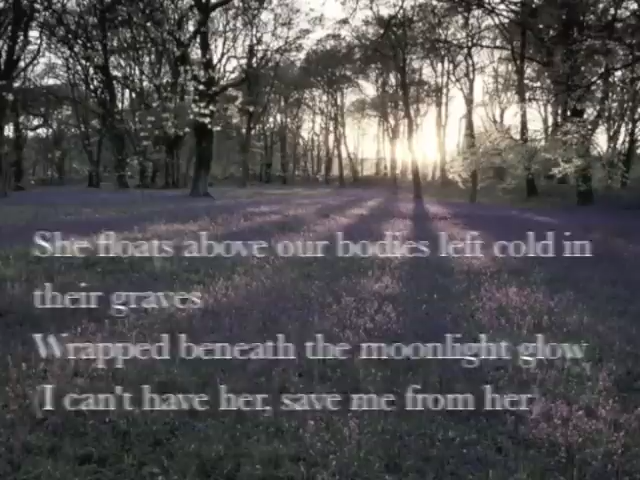 She floats above our bodies left cold in
their graves
Wrapped beneath the moonlight glow
(I can't have her, save me from her)